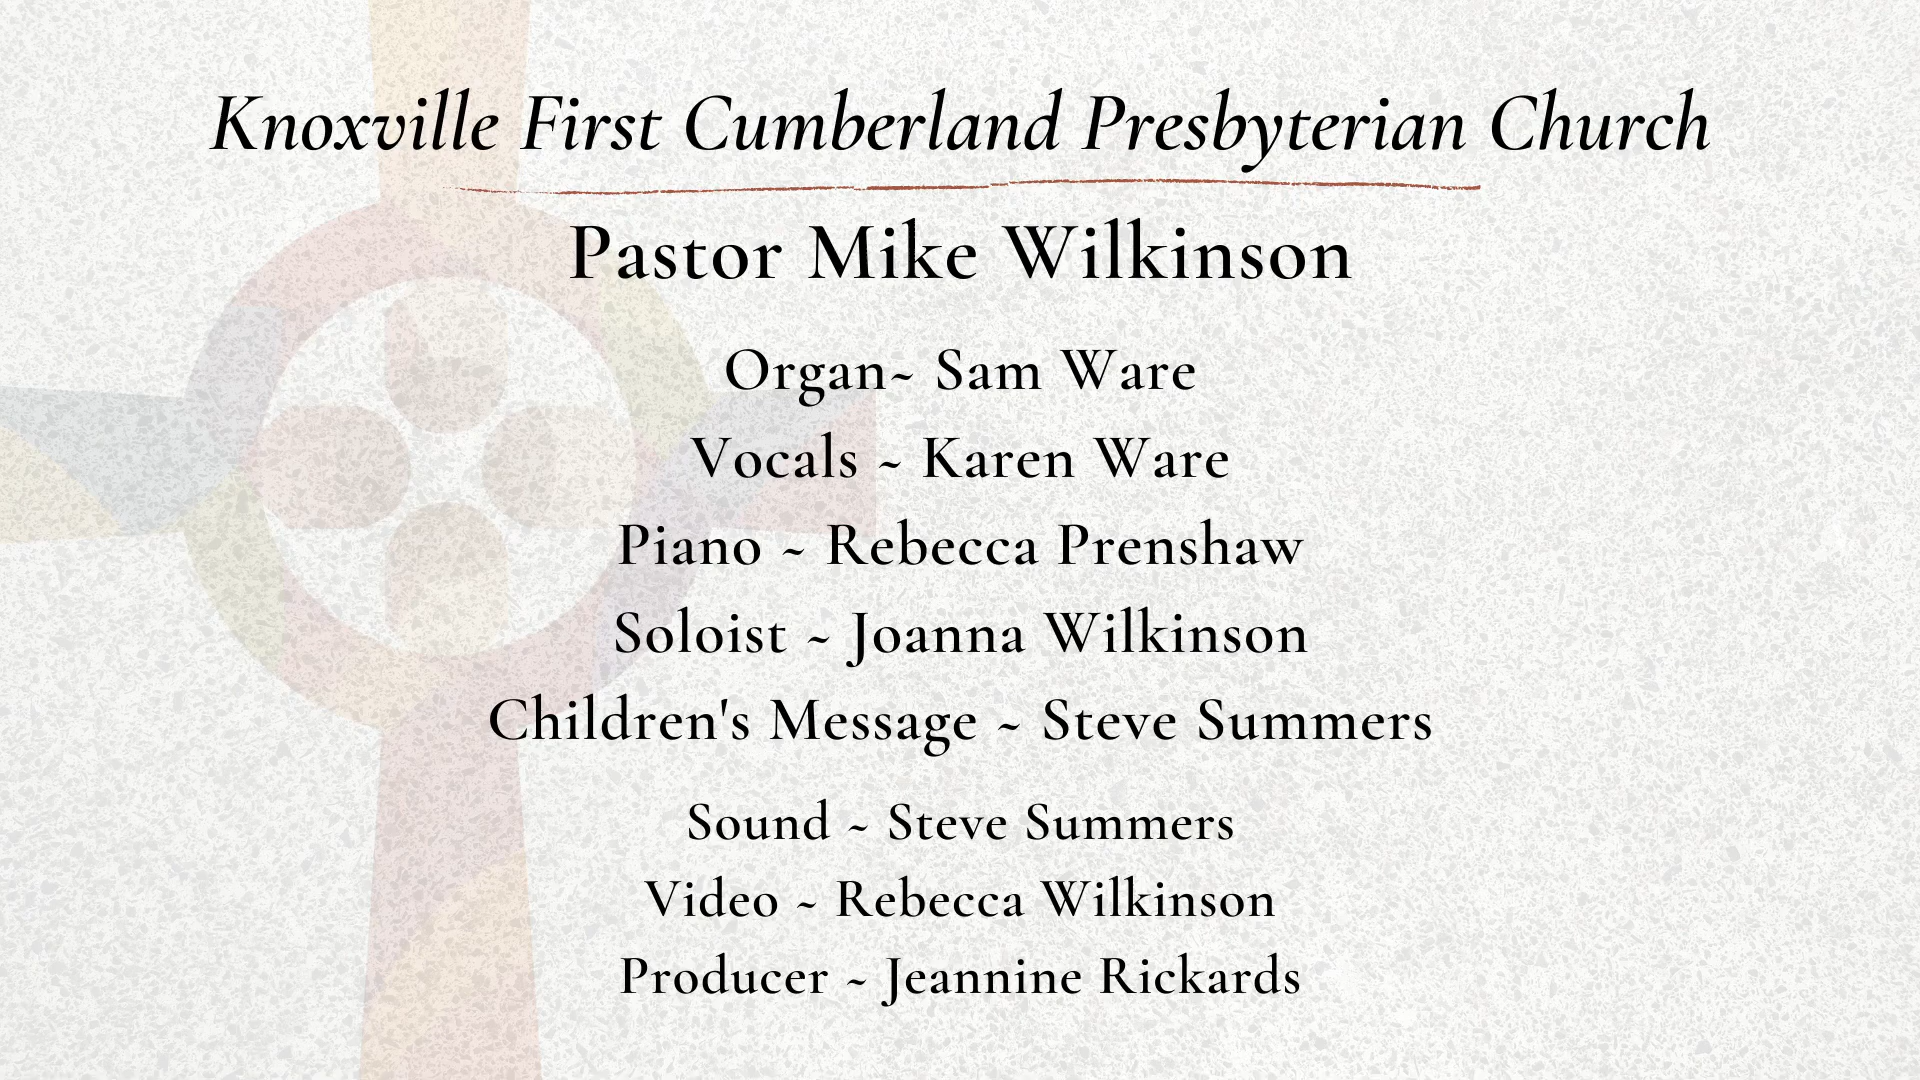 Knoxville First Cumberland Presbyterian Church
Pastor Mike Wilkinson
Organ~ Sam Ware
Vocals ~ Karen Ware
Piano ~ Rebecca Prenshaw
Soloist ~ Joanna Wilkinson
Children's Message ~ Steve Summers
Sound ~ Steve Summers
Video ~ Rebecca Wilkinson
Producer ~ Jeannine Rickards